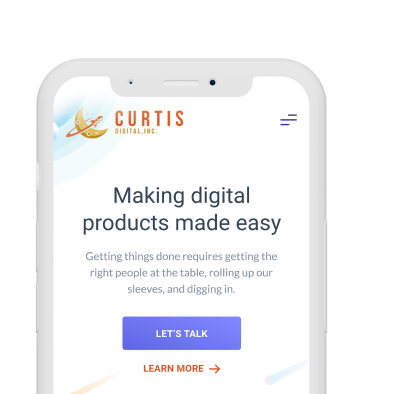 CURTIS
DIGITAL, INC.
Making digital
products made easy
Getting things done requires getting the
right people at the table, rolling up our
sleeves, and digging in.
LET'S TALK
LEARN MORE